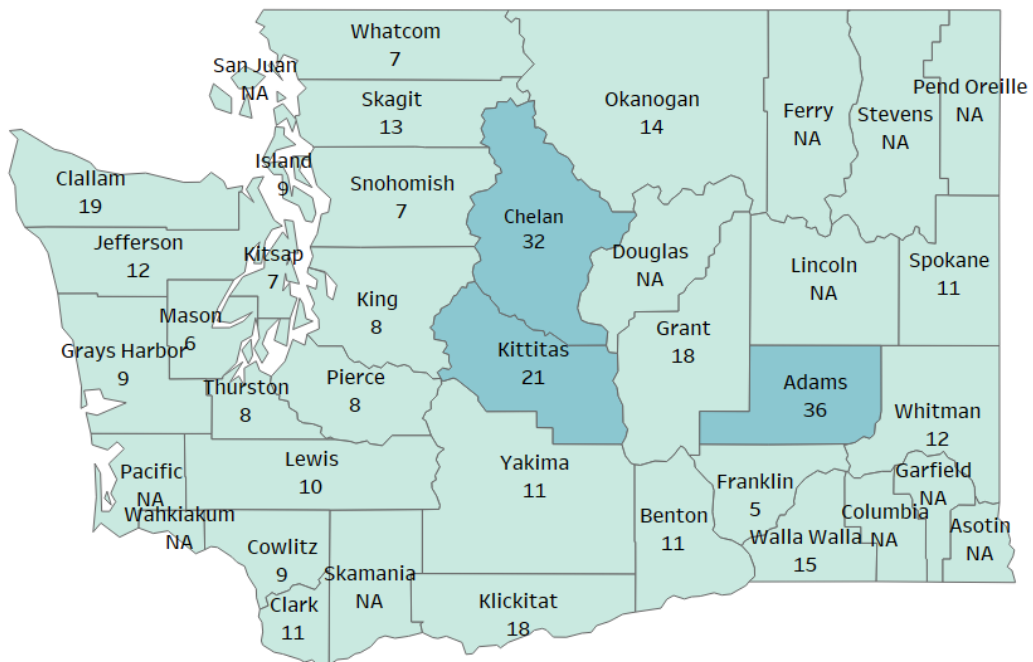 Whatcom
7
San Juan
NA
Skagit
13
Okanogan
14
Ferry
NA
Stevens
NA
Pend Oreille
NA
Island
9
Clallam
19
Snohomish
7
Chelan
32
Jefferson
12
Kitsap
7
Douglas
NA
Lincoln
NA
Spokane
11
King
8
Mason
6
Grant
18
Grays Harbor
9
Kittitas
21
Thurston
8
Pierce
8
Adams
36
Whitman
12
Pacific
NA
Lewis
10
Yakima
11
Franklin
5
Garfield
NA
Wahkiakum
NA
Benton
11
Columbia
NA
Asotin
NA
Walla Walla
15
Cowlitz
9
Skamania
NA
Clark
11
Klickitat
18